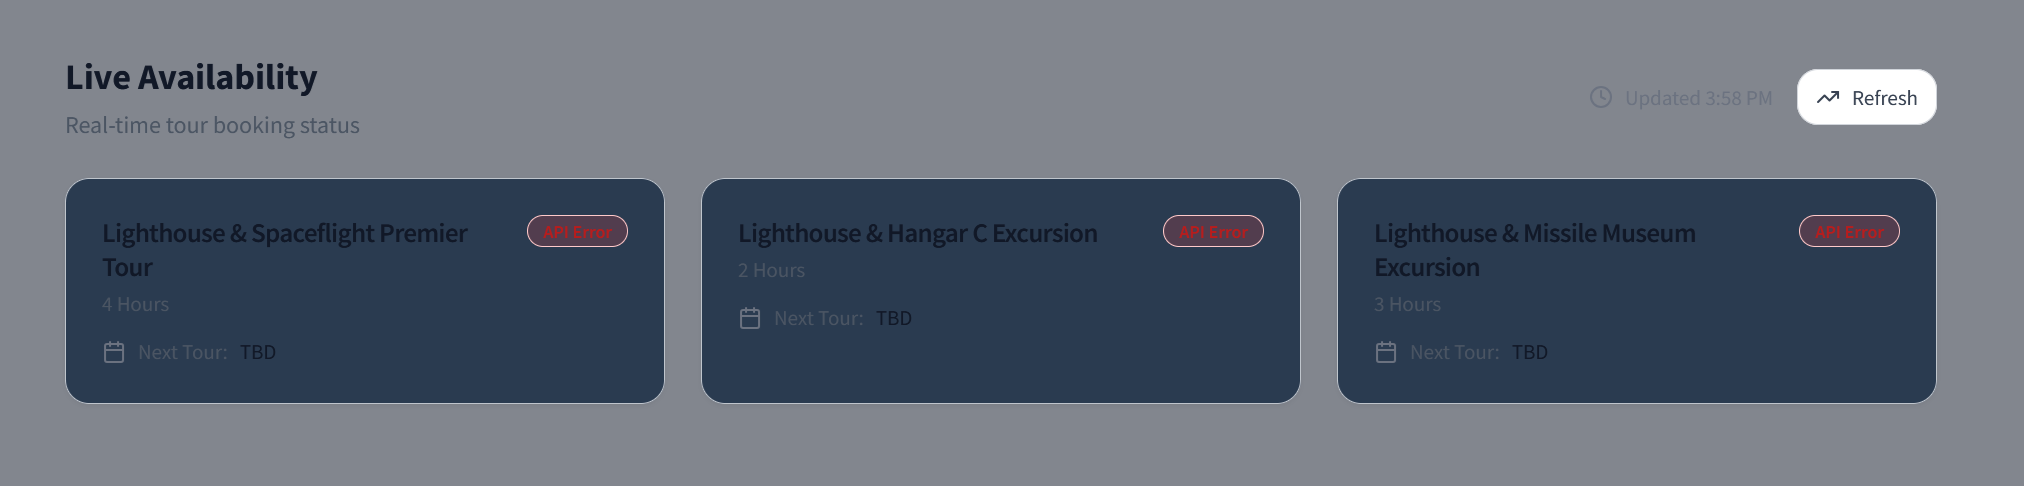 Live Availability
Real-time tour booking status
Updated 3:58 PM
Refresh
Lighthouse & Spaceflight Premier
Tour
API Error
4 Hours
Next Tour: TBD
Lighthouse & Hangar C Excursion
API Error
2 Hours
Next Tour: TBD
Lighthouse & Missile Museum
Excursion
API Error
3 Hours
Next Tour: TBD